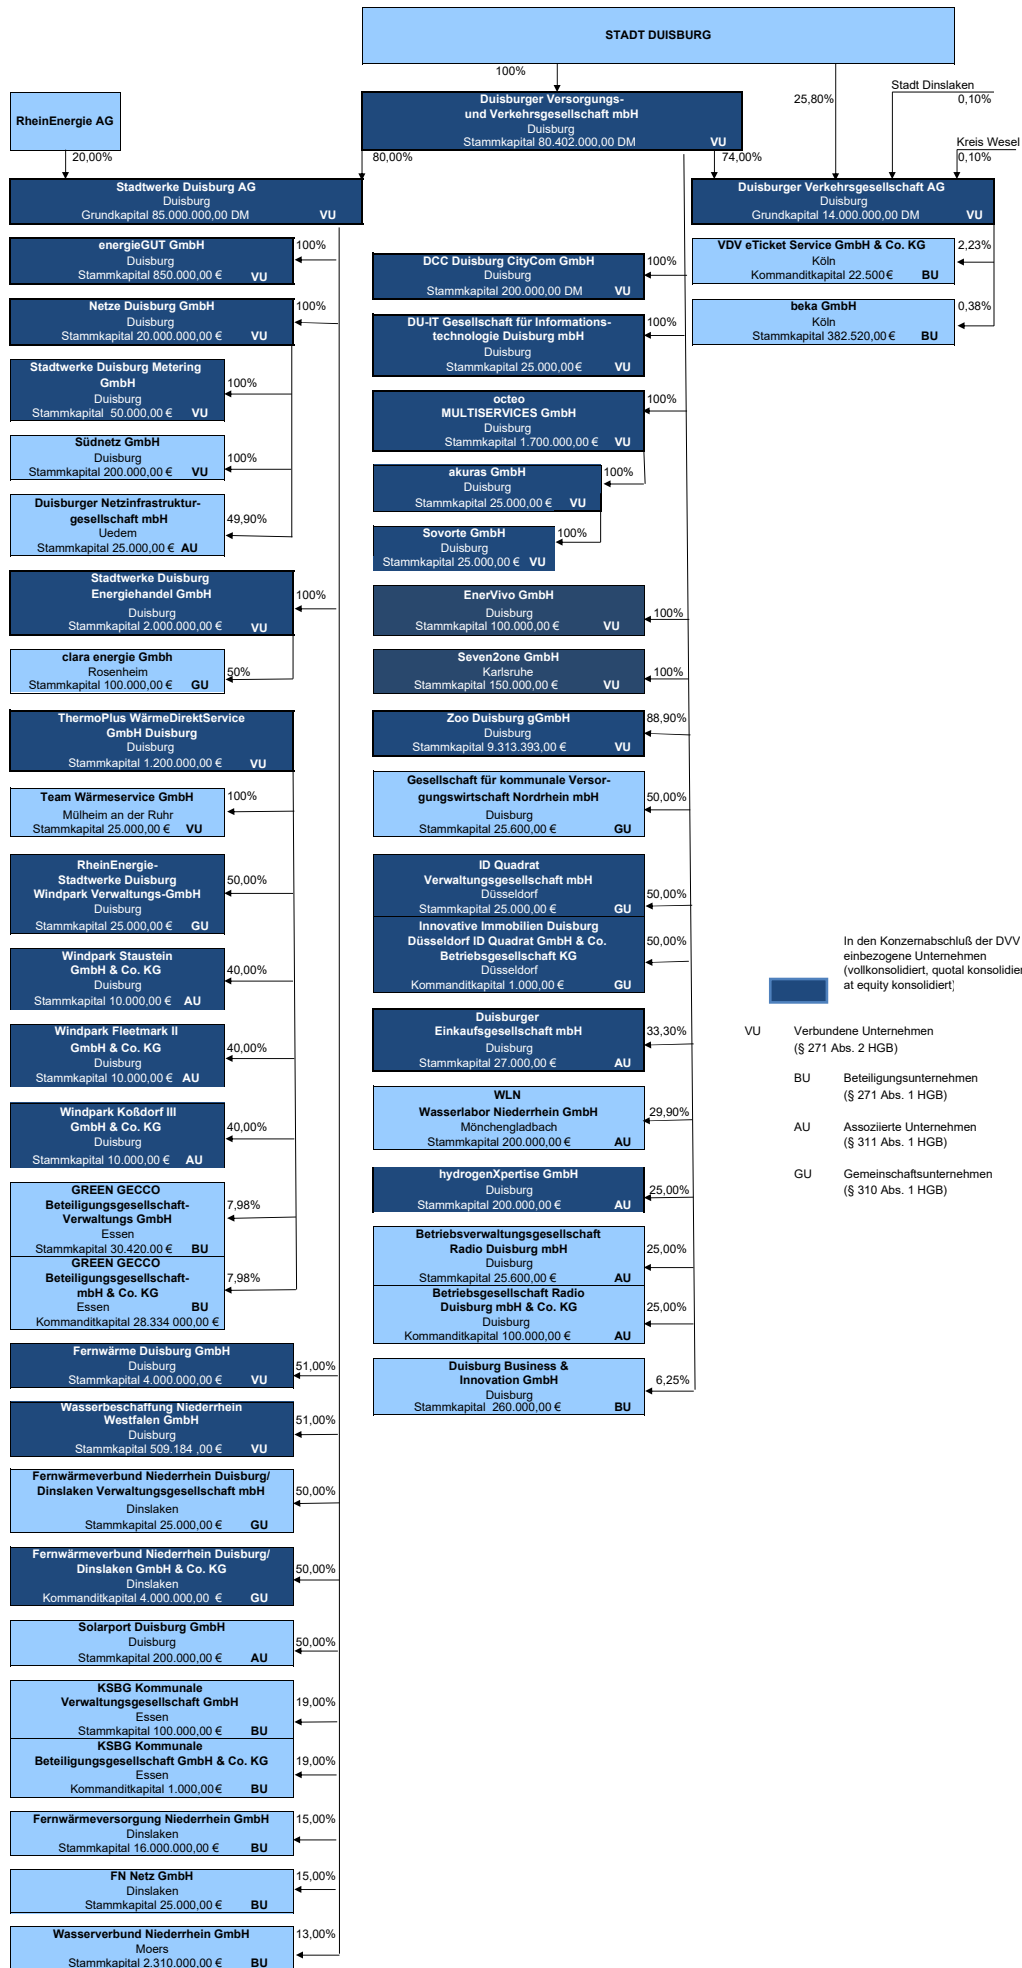 STADT DUISBURG
100%
25,80%
Stadt Dinslaken
0,10%
Kreis Wesel
0,10%
RheinEnergie AG
20,00%
Duisburger Versorgungs-
und Verkehrsgesellschaft mbH
Duisburg
Stammkapital 80.402.000,00 DM VU
80,00%
74,00%
Stadtwerke Duisburg AG
Duisburg
Grundkapital 85.000.000,00 DM VU
Duisburger Verkehrsgesellschaft AG
Duisburg
Grundkapital 14.000.000,00 DM VU
energieGUT GmbH
Duisburg
Stammkapital 850.000,00 € VU
100%
Netze Duisburg GmbH
Duisburg
Stammkapital 20.000.000,00 € VU
100%
Stadtwerke Duisburg Metering
GmbH
Duisburg
Stammkapital 50.000,00 € VU
100%
Südnetz GmbH
Duisburg
Stammkapital 200.000,00 € VU
100%
Duisburger Netzinfrastruktur-
gesellschaft mbH
Uedem
Stammkapital 25.000,00 € AU
49,90%
Stadtwerke Duisburg
Energiehandel GmbH
Duisburg
Stammkapital 2.000.000,00 € VU
100%
clara energie Gmbh
Rosenheim
Stammkapital 100.000,00 € GU
50%
ThermoPlus WärmeDirektService
GmbH Duisburg
Duisburg
Stammkapital 1.200.000,00 € VU
Team Wärmeservice GmbH
Mülheim an der Ruhr
Stammkapital 25.000,00 € VU
100%
RheinEnergie-
Stadtwerke Duisburg
Windpark Verwaltungs-GmbH
Duisburg
Stammkapital 25.000,00 € GU
50,00%
Windpark Staustein
GmbH & Co. KG
Duisburg
Stammkapital 10.000,00 € AU
40,00%
Windpark Fleetmark II
GmbH & Co. KG
Duisburg
Stammkapital 10.000,00 € AU
40,00%
Windpark Koßdorf III
GmbH & Co. KG
Duisburg
Stammkapital 10.000,00 € AU
40,00%
GREEN GECCO
Beteiligungsgesellschaft-
Verwaltungs GmbH
Essen
Stammkapital 30.420.00 € BU
7,98%
GREEN GECCO
Beteiligungsgesellschaft-
mbH & Co. KG
Essen BU
Kommanditkapital 28.334 000,00 €
7,98%
Fernwärme Duisburg GmbH
Duisburg
Stammkapital 4.000.000,00 € VU
51,00%
Wasserbeschaffung Niederrhein
Westfalen GmbH
Duisburg
Stammkapital 509.184 ,00 € VU
51,00%
Fernwärmeverbund Niederrhein Duisburg/
Dinslaken Verwaltungsgesellschaft mbH
Dinslaken
Stammkapital 25.000,00 € GU
50,00%
Fernwärmeverbund Niederrhein Duisburg/
Dinslaken GmbH & Co. KG
Dinslaken
Kommanditkapital 4.000.000,00 € GU
50,00%
Solarport Duisburg GmbH
Duisburg
Stammkapital 200.000,00 € AU
50,00%
KSBG Kommunale
Verwaltungsgesellschaft GmbH
Essen
Stammkapital 100.000,00 € BU
19,00%
KSBG Kommunale
Beteiligungsgesellschaft GmbH & Co. KG
Essen
Kommanditkapital 1.000,00 € BU
19,00%
Fernwärmeversorgung Niederrhein GmbH
Dinslaken
Stammkapital 16.000.000,00 € BU
15,00%
FN Netz GmbH
Dinslaken
Stammkapital 25.000,00 € BU
15,00%
Wasserverbund Niederrhein GmbH
Moers
Stammkapital 2.310.000,00 € BU
13,00%
DCC Duisburg CityCom GmbH
Duisburg
Stammkapital 200.000,00 DM VU
100%
DU-IT Gesellschaft für Informations-
technologie Duisburg mbH
Duisburg
Stammkapital 25.000,00 € VU
100%
octeo
MULTISERVICES GmbH
Duisburg
Stammkapital 1.700.000,00 € VU
100%
akuras GmbH
Duisburg
Stammkapital 25.000,00 € VU
100%
Sovorte GmbH
Duisburg
Stammkapital 25.000,00 € VU
100%
EnerVivo GmbH
Duisburg
Stammkapital 100.000,00 € VU
100%
Seven2one GmbH
Karlsruhe
Stammkapital 150.000,00 € VU
100%
Zoo Duisburg gGmbH
Duisburg
Stammkapital 9.313.393,00 € VU
88,90%
Gesellschaft für kommunale Versor-
gungswirtschaft Nordrhein mbH
Duisburg
Stammkapital 25.600,00 € GU
50,00%
ID Quadrat
Verwaltungsgesellschaft mbH
Düsseldorf
Stammkapital 25.000,00 € GU
50,00%
Innovative Immobilien Duisburg
Düsseldorf ID Quadrat GmbH & Co.
Betriebsgesellschaft KG
Düsseldorf
Kommanditkapital 1.000,00 € GU
50,00%
Duisburger
Einkaufsgesellschaft mbH
Duisburg
Stammkapital 27.000,00 € AU
33,30%
WLN
Wasserlabor Niederrhein GmbH
Mönchengladbach
Stammkapital 200.000,00 € AU
29,90%
hydrogenXpertise GmbH
Duisburg
Stammkapital 200.000,00 € AU
25,00%
Betriebsverwaltungsgesellschaft
Radio Duisburg mbH
Duisburg
Stammkapital 25.600,00 € AU
25,00%
Betriebsgesellschaft Radio
Duisburg mbH & Co. KG
Duisburg
Kommanditkapital 100.000,00 € AU
25,00%
Duisburg Business &
Innovation GmbH
Duisburg
Stammkapital 260.000,00 € BU
6,25%
VDV eTicket Service GmbH & Co. KG
Köln
Kommanditkapital 22.500 € BU
2,23%
beka GmbH
Köln
Stammkapital 382.520,00 € BU
0,38%
In den Konzernabschluß der DVV
einbezogene Unternehmen
(vollkonsolidiert, quotal
at equity konsolidiert)
VU Verbundene Unternehmen
(§ 271 Abs. 2 HGB)
BU Beteiligungsunternehmen
(§ 271 Abs. 1 HGB)
AU Assoziierte Unternehmen
(§ 311 Abs. 1 HGB)
GU Gemeinschaftsunternehmen
(§ 310 Abs. 1 HGB)